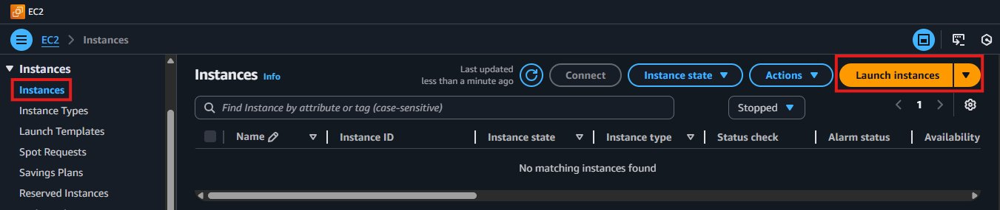 EC2
EC2 > Instances
Instances
Instances
Instance Types
Launch Templates
Spot Requests
Savings Plans
Reserved Instances
Instances Info
Last updated
less than a minute ago
Connect
Instance state
Actions
Launch instances
Find Instance by attribute or tag (case-sensitive)
Stopped
1
Name Instance ID Instance state Instance type Status check Alarm status Availability
No matching instances found